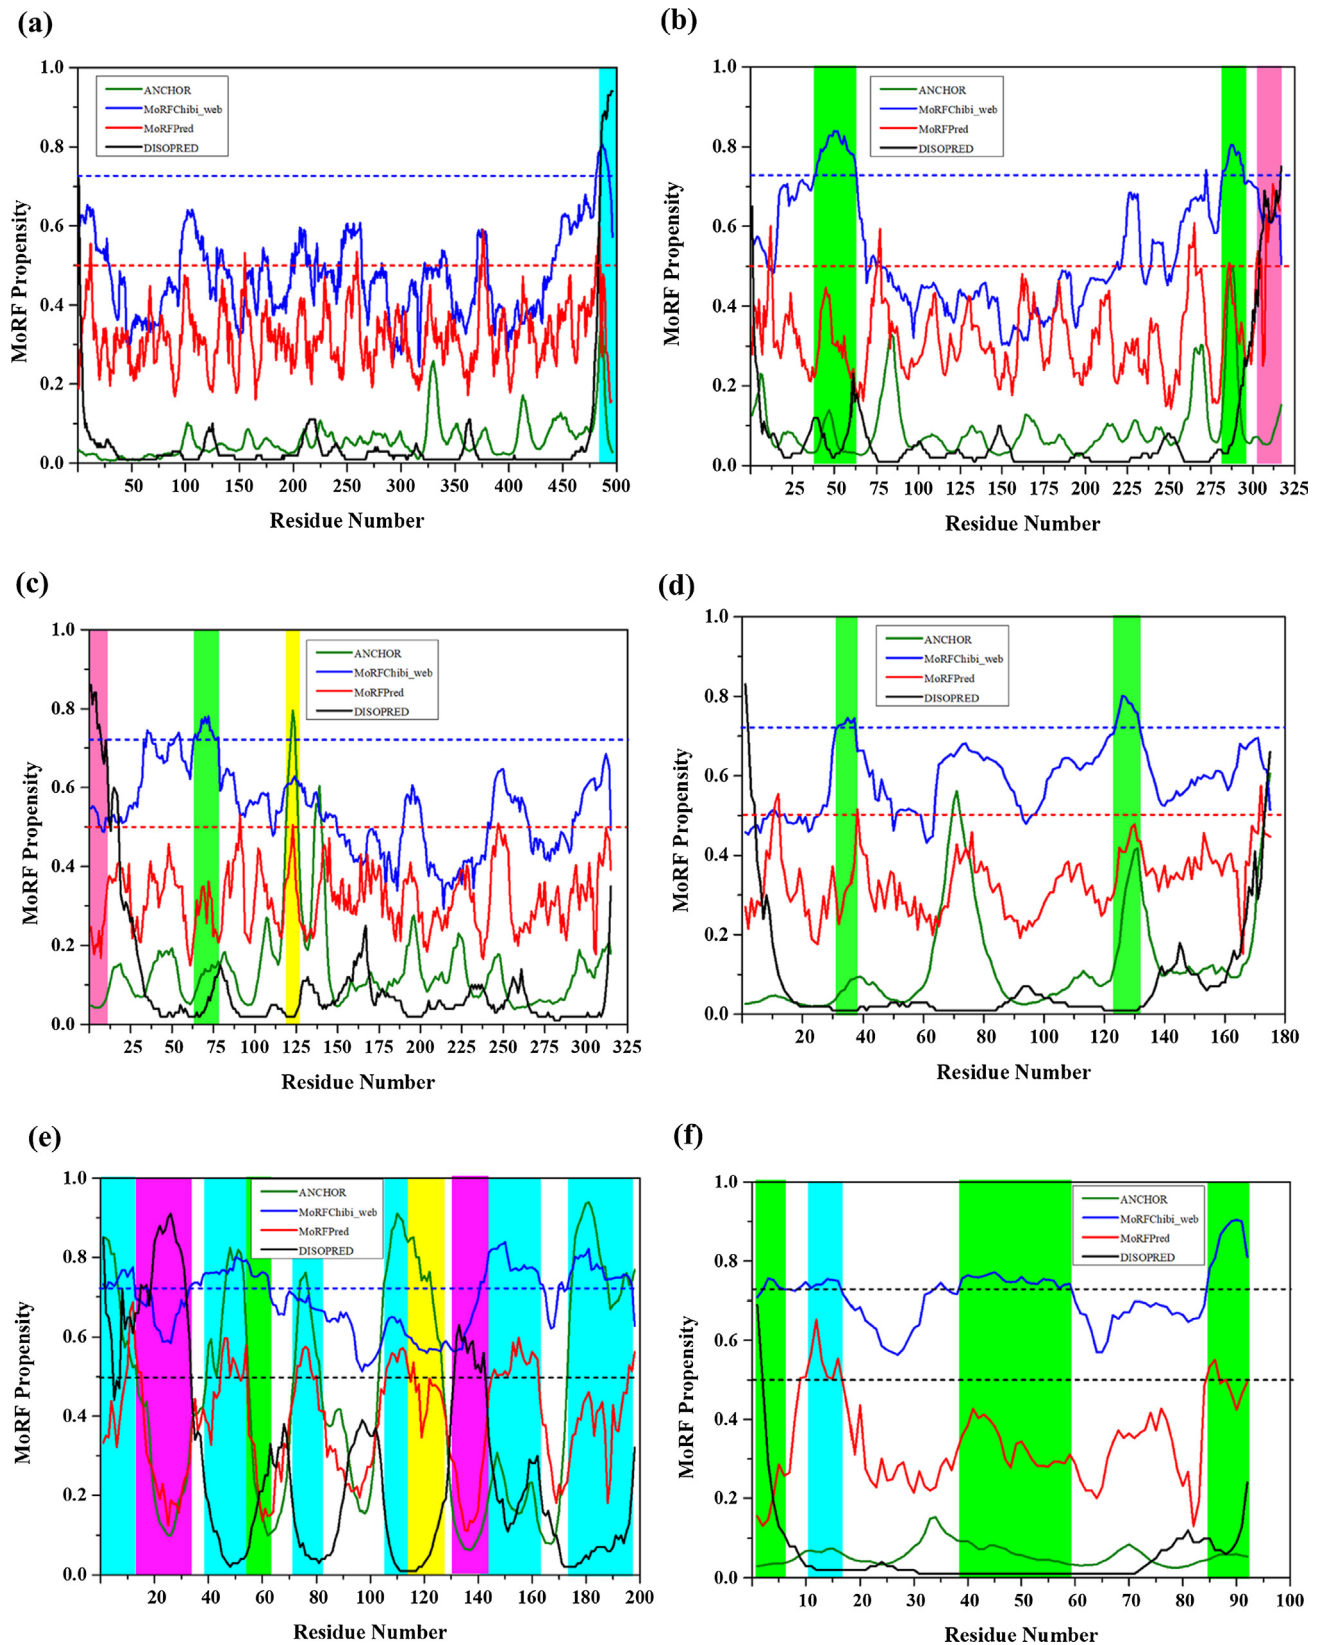 (a)
MoRF Propensity
1.0
0.8
0.6
0.4
0.2
0.0
ANCHOR
MoRFChibi_web
MoRFPred
DISOPRED
50 100 150 200 250 300 350 400 450 500
Residue Number
(b)
MoRF Propensity
1.0
0.8
0.6
0.4
0.2
0.0
ANCHOR
MoRFChibi_web
MoRFPred
DISOPRED
25 50 75 100 125 150 175 200 225 250 275 300 325
Residue Number
(c)
MoRF Propensity
1.0
0.8
0.6
0.4
0.2
0.0
ANCHOR
MoRFChibi_web
MoRFPred
DISOPRED
25 50 75 100 125 150 175 200 225 250 275 300 325
Residue Number
(d)
MoRF Propensity
1.0
0.8
0.6
0.4
0.2
0.0
ANCHOR
MoRFChibi_web
MoRFPred
DISOPRED
20 40 60 80 100 120 140 160 180
Residue Number
(e)
MoRF Propensity
1.0
0.8
0.6
0.4
0.2
0.0
ANCHOR
MoRFChibi_web
MoRFPred
DISOPRED
20 40 60 80 100 120 140 160 180 200
Residue Number
(f)
MoRF Propensity
1.0
0.8
0.6
0.4
0.2
0.0
ANCHOR
MoRFChibi_web
MoRFPred
DISOPRED
10 20 30 40 50 60 70 80 90 100
Residue Number